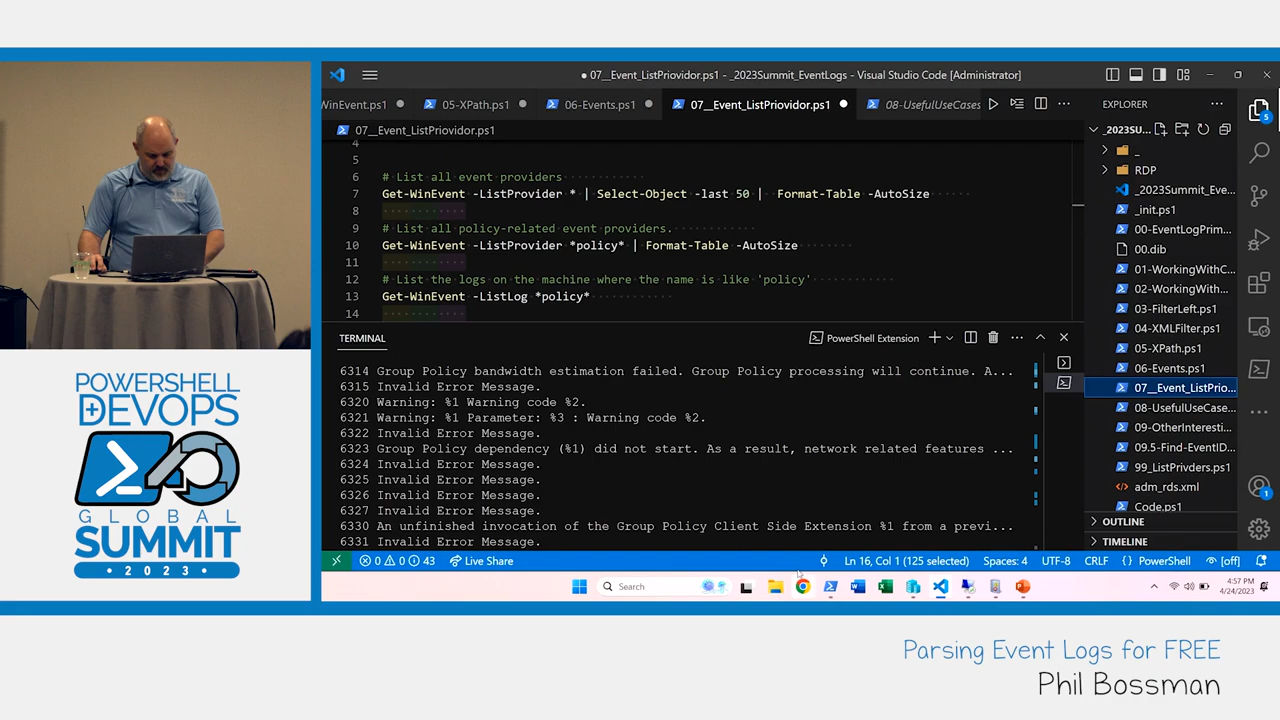 07__Event_ListPriovidor.ps1 - _2023Summit_EventLogs - Visual Studio Code [Administrator]
WinEvent.ps1
05-XPath.ps1
06-Events.ps1
07__Event_ListPriovidor.ps1
08-UsefulUseCases
07__Event_ListPriovidor.ps1
4
5
6 # List all event providers
7 Get-WinEvent -ListProvider * | Select-Object -last 50 | Format-Table -AutoSize
8
9 # List all policy-related event providers.
10 Get-WinEvent -ListProvider *policy* | Format-Table -AutoSize
11
12 # List the logs on the machine where the name is like 'policy'
13 Get-WinEvent -ListLog *policy*
14
TERMINAL
PowerShell Extension
6314 Group Policy bandwidth estimation failed. Group Policy processing will continue. A...
6315 Invalid Error Message.
6320 Warning: %1 Warning code %2.
6321 Warning: %1 Parameter: %3 : Warning code %2.
6322 Invalid Error Message.
6323 Group Policy dependency (%1) did not start. As a result, network related features ...
6324 Invalid Error Message.
6325 Invalid Error Message.
6326 Invalid Error Message.
6327 Invalid Error Message.
6330 An unfinished invocation of the Group Policy Client Side Extension %1 from a previ...
6331 Invalid Error Message.
EXPLORER
_2023SU...
_
RDP
_2023Summit_Eve...
_init.ps1
00-EventLogPrim...
00.dib
01-WorkingWithC...
02-WorkingWith...
03-FilterLeft.ps1
04-XMLFilter.ps1
05-XPath.ps1
06-Events.ps1
07__Event_ListPrio...
08-UsefulUseCase...
09-OtherInteresti...
09.5-Find-EventID...
99_ListPrivders.ps1
adm_rds.xml
Code.ps1
OUTLINE
TIMELINE
5
1
0 0 43
Live Share
Ln 16, Col 1 (125 selected)
Spaces: 4
UTF-8
CRLF
{ } PowerShell
[off]
Search
4:57 PM
4/24/2023
POWERSHELL
+DEVOPS
GLOBAL
SUMMIT
2023
Parsing Event Logs for FREE
Phil Bossman